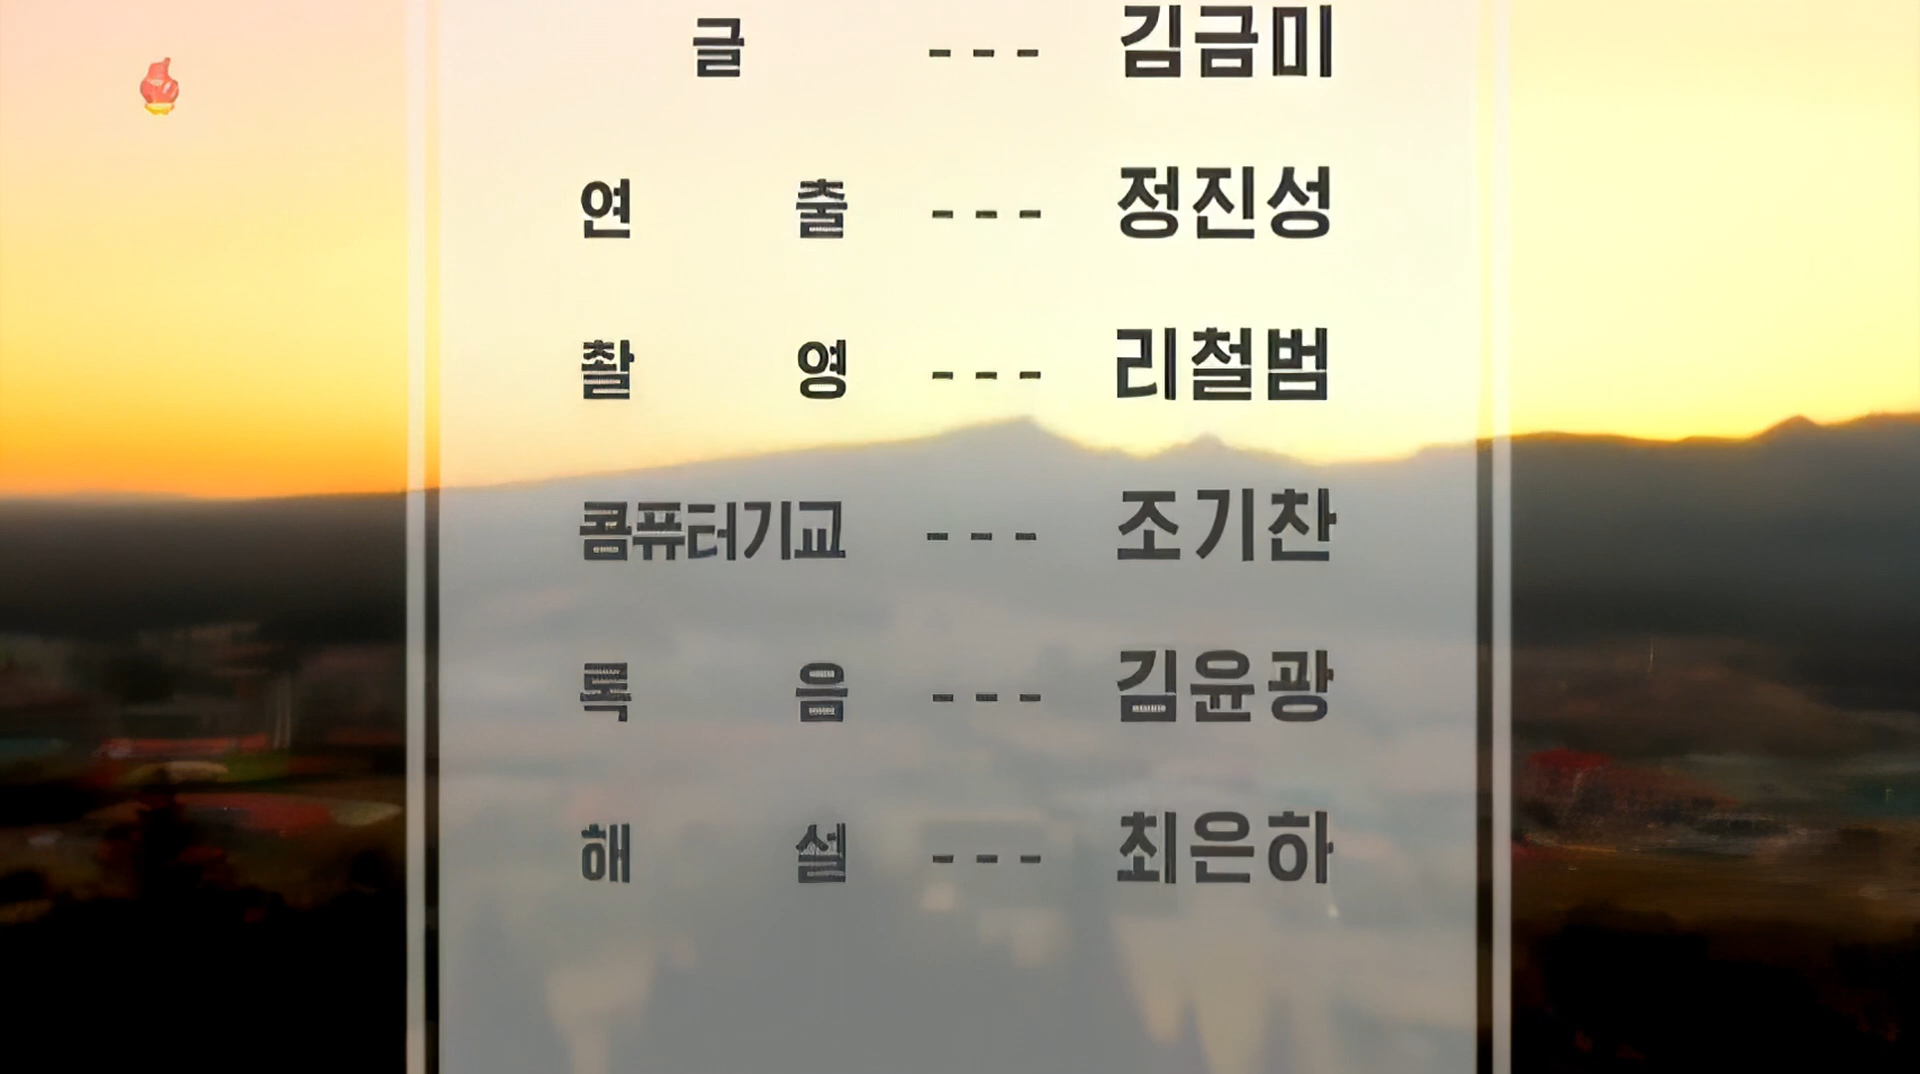 글 --- 김금미
연 출 --- 정진성
촬 영 --- 리철범
콤퓨터기교 --- 조기찬
록 음 --- 김윤광
해 설 --- 최은하